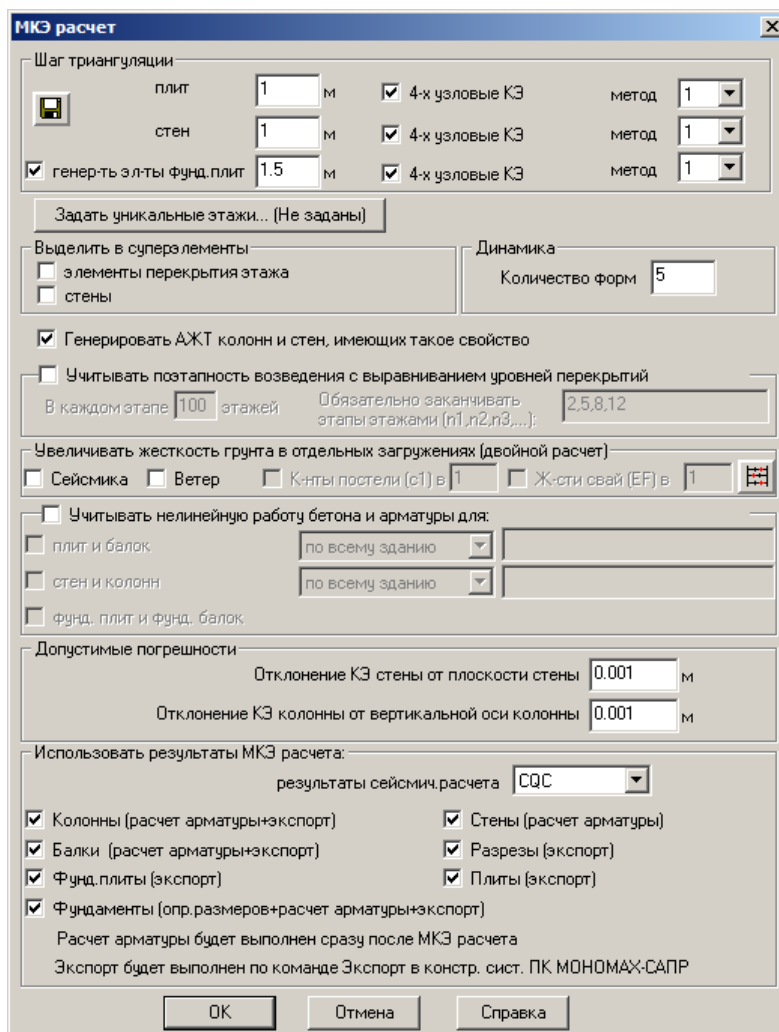 МКЭ расчет
Шаг триангуляции
плит 1 м 4-х узловые КЭ метод 1
стен 1 м 4-х узловые КЭ метод 1
генер-ть эл-ты фунд.плит 1.5 м 4-х узловые КЭ метод 1
Задать уникальные этажи... (Не заданы)
Выделить в суперэлементы
элементы перекрытия этажа
стены
Динамика
Количество форм 5
Генерировать АЖТ колонн и стен, имеющих такое свойство
Учитывать поэтапность возведения с выравниванием уровней перекрытий
В каждом этапе 100 этажей
Обязательно заканчивать
этапы этажами (n1,n2,n3,...): 2,5,8,12
Увеличивать жесткость грунта в отдельных загружениях (двойной расчет)
Сейсмика Ветер К-нты постели (c1) в 1 Ж-сти свай (EF) в 1
Учитывать нелинейную работу бетона и арматуры для:
плит и балок по всему зданию
стен и колонн по всему зданию
фунд. плит и фунд. балок
Допустимые погрешности
Отклонение КЭ стены от плоскости стены 0.001 м
Отклонение КЭ колонны от вертикальной оси колонны 0.001 м
Использовать результаты МКЭ расчета:
результаты сейсмич.расчета CQC
Колонны (расчет арматуры+экспорт) Стены (расчет арматуры)
Балки (расчет арматуры+экспорт) Разрезы (экспорт)
Фунд.плиты (экспорт) Плиты (экспорт)
Фундаменты (опр.размеров+расчет арматуры+экспорт)
Расчет арматуры будет выполнен сразу после МКЭ расчета
Экспорт будет выполнен по команде Экспорт в констр. сист. ПК МОНОМАХ-САПР
ОК Отмена Справка